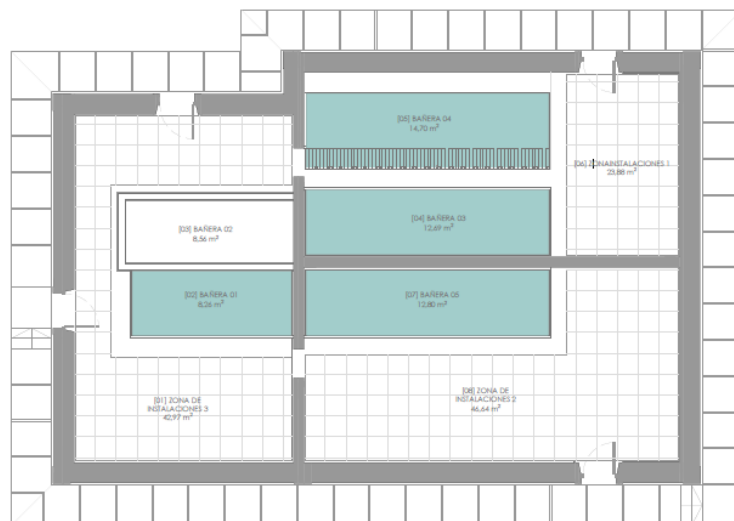 [05] BAÑERA 04
14,70 m²
[06] ZONAINSTALACIONES 1
23,88 m²
[03] BAÑERA 02
8,56 m²
[04] BAÑERA 03
12,69 m²
[02] BAÑERA 01
8,26 m²
[07] BAÑERA 05
12,80 m²
[01] ZONA DE
INSTALACIONES 3
42,97 m²
[08] ZONA DE
INSTALACIONES 2
46,64 m²